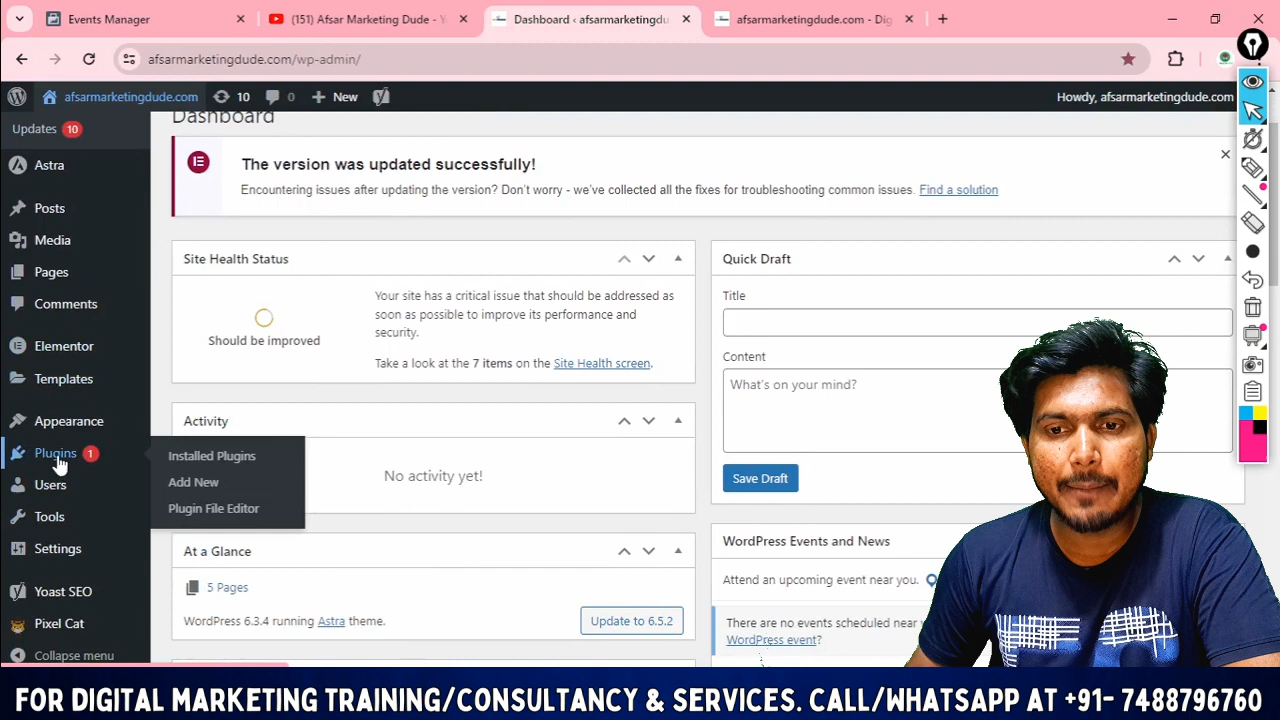 Events Manager
(151) Afsar Marketing Dude - Y
Dashboard ‹ afsarmarketingdu
afsarmarketingdude.com - Dig
afsarmarketingdude.com/wp-admin/
afsarmarketingdude.com
10
0
New
Howdy, afsarmarketingdude.com
Updates 10
Astra
Posts
Media
Pages
Comments
Elementor
Templates
Appearance
Plugins 1
Users
Tools
Settings
Yoast SEO
Pixel Cat
Collapse menu
Installed Plugins
Add New
Plugin File Editor
Dashboard
The version was updated successfully!
Encountering issues after updating the version? Don't worry - we've collected all the fixes for troubleshooting common issues. Find a solution
Site Health Status
Should be improved
Your site has a critical issue that should be addressed as
soon as possible to improve its performance and
security.
Take a look at the 7 items on the Site Health screen.
Activity
No activity yet!
At a Glance
5 Pages
WordPress 6.3.4 running Astra theme.
Update to 6.5.2
Quick Draft
Title
Content
What's on your mind?
Save Draft
WordPress Events and News
Attend an upcoming event near you.
There are no events scheduled near
WordPress event?
FOR DIGITAL MARKETING TRAINING/CONSULTANCY & SERVICES. CALL/WHATSAPP AT +91- 7488796760